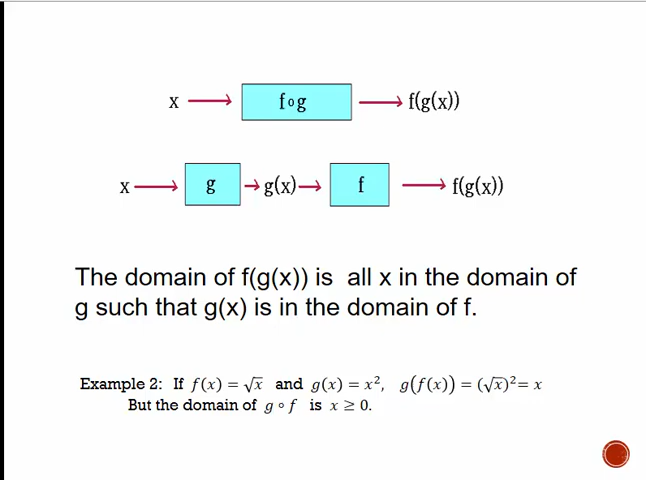 x f∘g f(g(x))
x g g(x) f f(g(x))
The domain of f(g(x)) is all x in the domain of
g such that g(x) is in the domain of f.
Example 2: If f(x) = √x and g(x) = x², g(f(x)) = (√x)²= x
But the domain of g ∘ f is x ≥ 0.